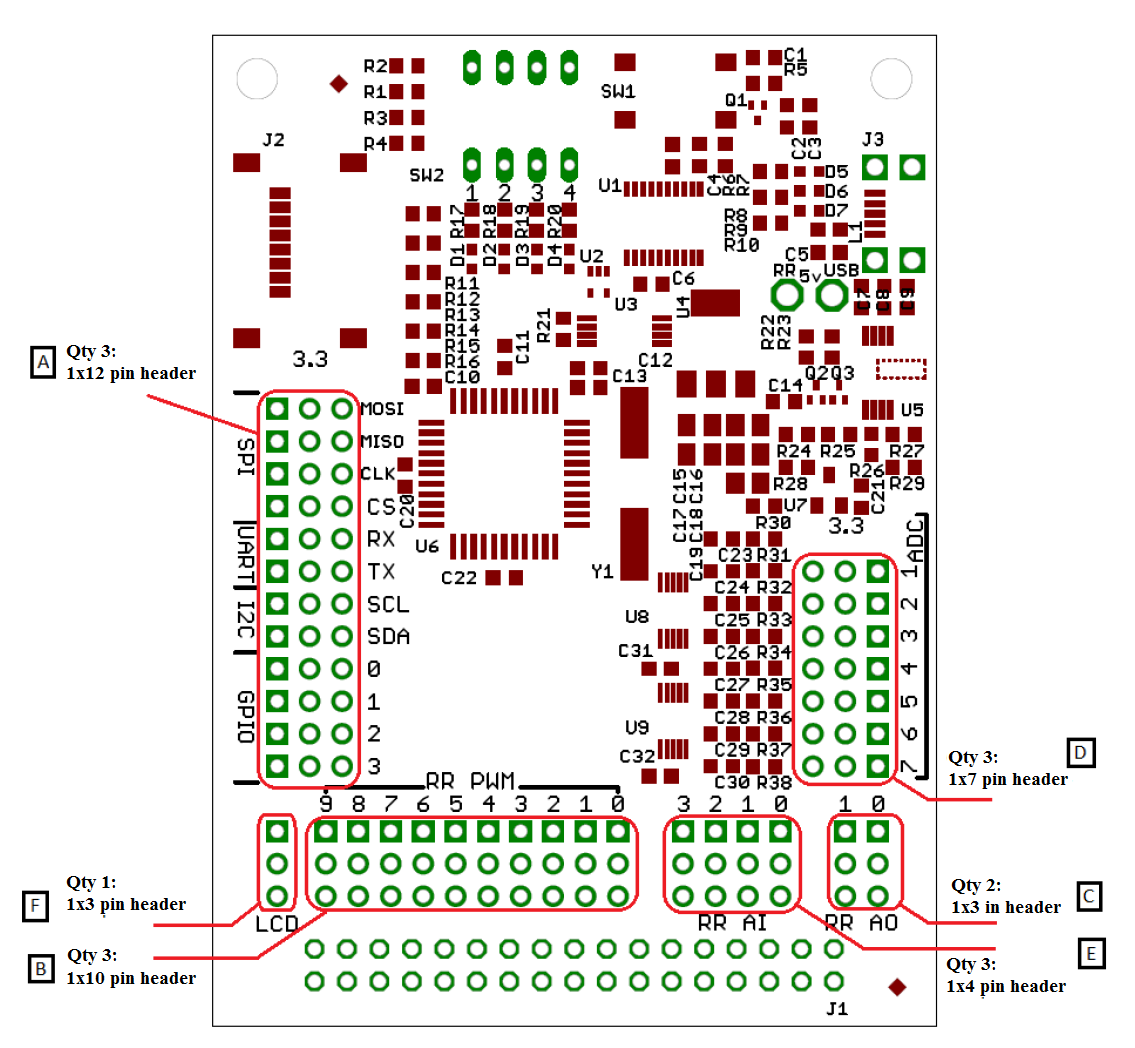 R2
R1
R3
R4
J2
SW2
1 2 3 4
SW1
C1
R5
Q1
C2
C3
J3
U1
C4
R6
R7
D5
D6
D7
R8
R9
R10
L1
C5
R17
R18
R19
R20
D1
D2
D3
D4
U2
C6
RR
5v
USB
U3
U4
C7
C8
C9
R11
R12
R13
R14
R15
R16
C10
C11
R21
C12
C13
R22
R23
Q2
Q3
C14
U5
A
Qty 3:
1x12 pin header
3.3
SPI
MOSI
MISO
CLK
CS
UART
RX
TX
I2C
SCL
SDA
GPIO
0
1
2
3
C20
U6
C22
Y1
C15
C16
C17
C18
C19
R24
R25
R26
R27
R28
R29
U7
C21
R30
3.3
ADC
C23 R31
C24 R32
C25 R33
C26 R34
C27 R35
C28 R36
C29 R37
C30 R38
U8
C31
U9
C32
1
2
3
4
5
6
7
D
Qty 3:
1x7 pin header
RR PWM
9 8 7 6 5 4 3 2 1 0
3 2 1 0
1 0
F
Qty 1:
1x3 pin header
LCD
RR AI
RR AO
Qty 2:
1x3 in header
C
B
Qty 3:
1x10 pin header
E
Qty 3:
1x4 pin header
J1